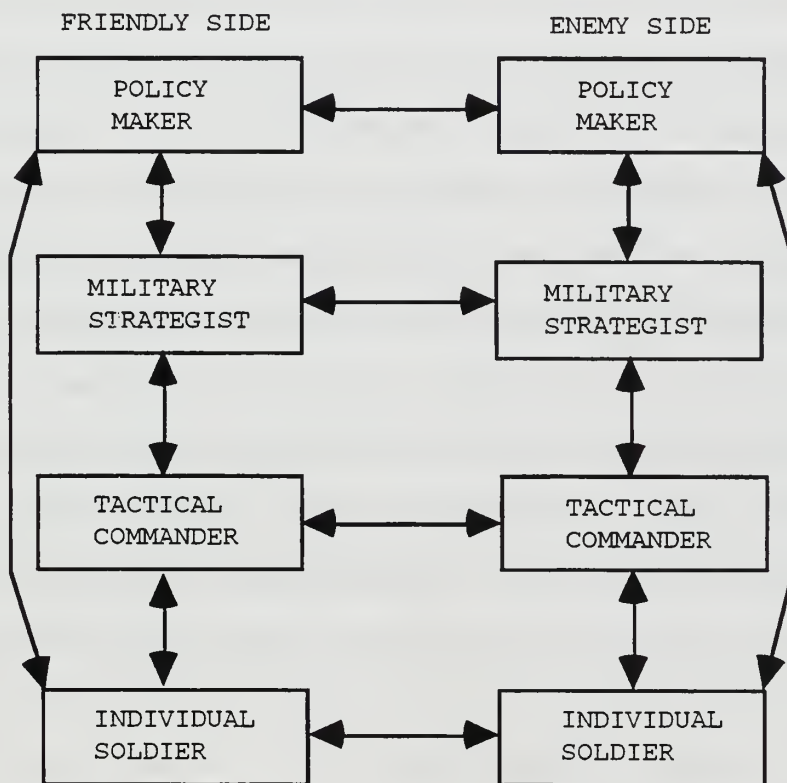 FRIENDLY SIDE
ENEMY SIDE
POLICY
MAKER
POLICY
MAKER
MILITARY
STRATEGIST
MILITARY
STRATEGIST
TACTICAL
COMMANDER
TACTICAL
COMMANDER
INDIVIDUAL
SOLDIER
INDIVIDUAL
SOLDIER